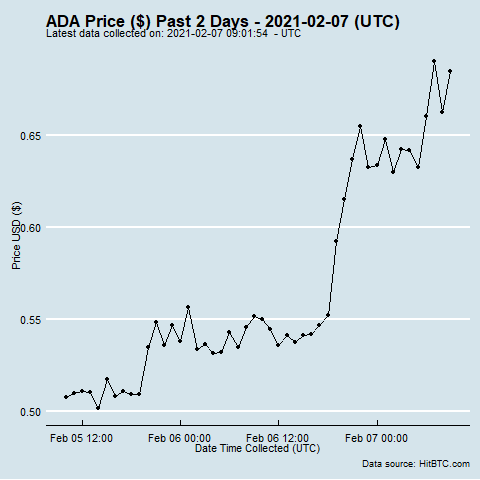 ADA Price ($) Past 2 Days - 2021-02-07 (UTC)
Latest data collected on: 2021-02-07 09:01:54 - UTC
0.65
0.60
0.55
0.50
Price USD ($)
Feb 05 12:00
Feb 06 00:00
Feb 06 12:00
Feb 07 00:00
Date Time Collected (UTC)
Data source: HitBTC.com